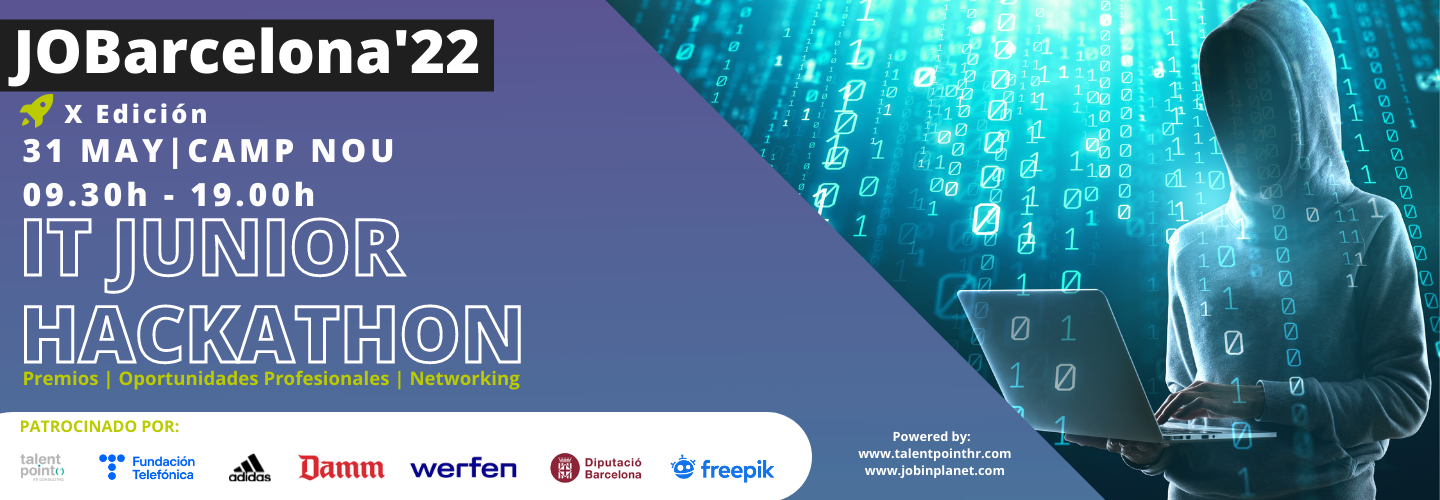 JOBarcelona'22
X Edición
31 MAY|CAMP NOU
09.30h - 19.00h
IT JUNIOR
HACKATHON
Premios | Oportunidades Profesionales | Networking
PATROCINADO POR:
talent
point
HR CONSULTING
Fundación
Telefónica
adidas
Damm
werfen
Diputació
Barcelona
freepik
Powered by:
www.talentpointhr.com
www.jobinplanet.com